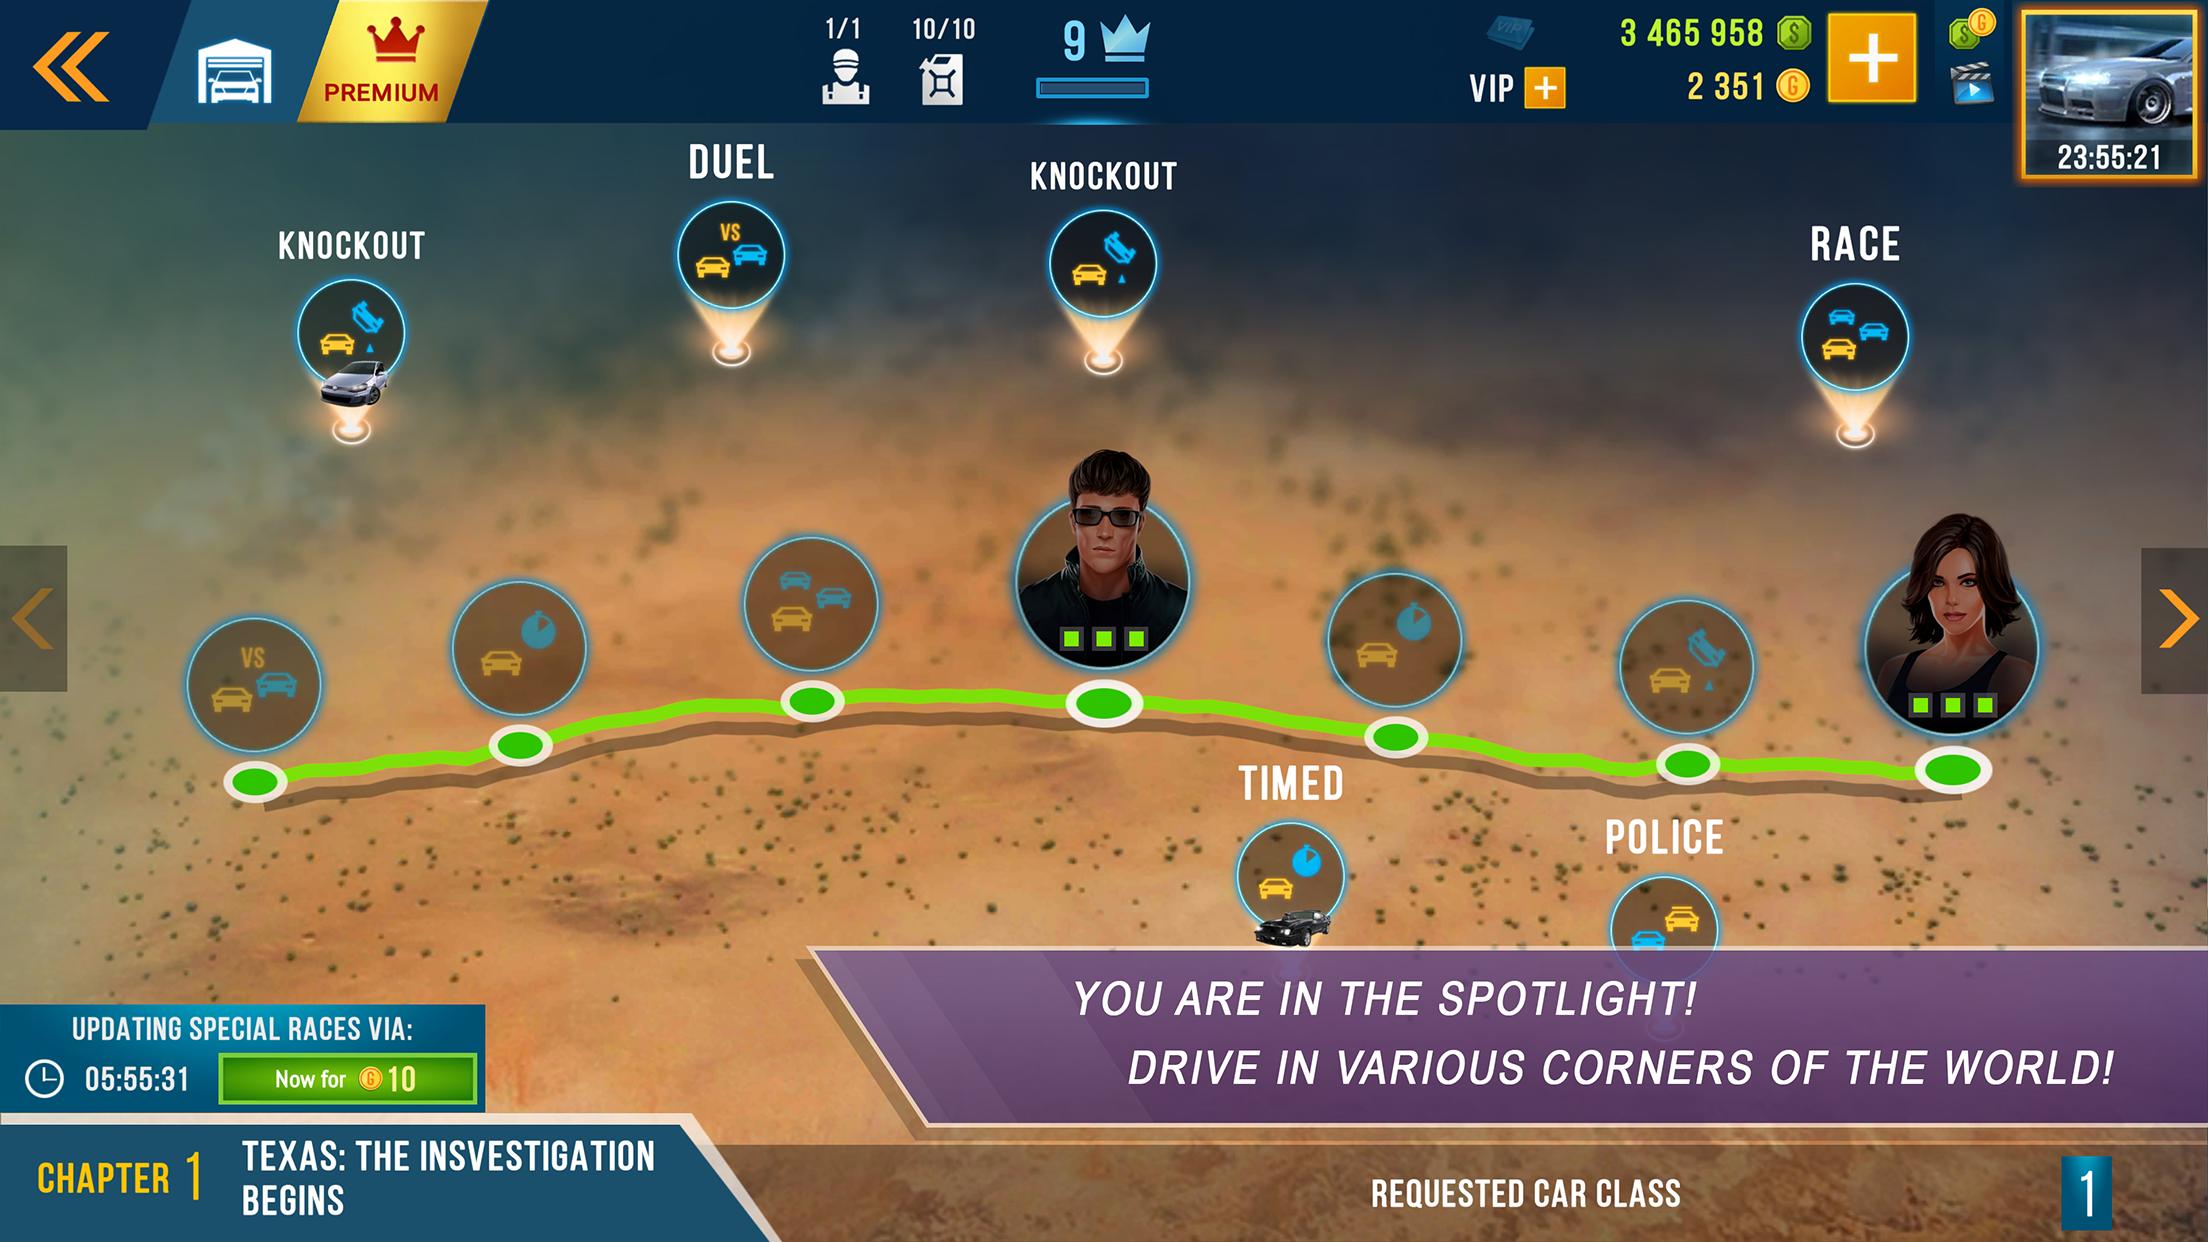 PREMIUM
1/1
10/10
9
VIP
VIP
3 465 958
2 351
23:55:21
KNOCKOUT
DUEL
VS
KNOCKOUT
RACE
VS
TIMED
POLICE
YOU ARE IN THE SPOTLIGHT!
DRIVE IN VARIOUS CORNERS OF THE WORLD!
UPDATING SPECIAL RACES VIA:
05:55:31
Now for G 10
CHAPTER 1
TEXAS: THE INSVESTIGATION
BEGINS
REQUESTED CAR CLASS
1